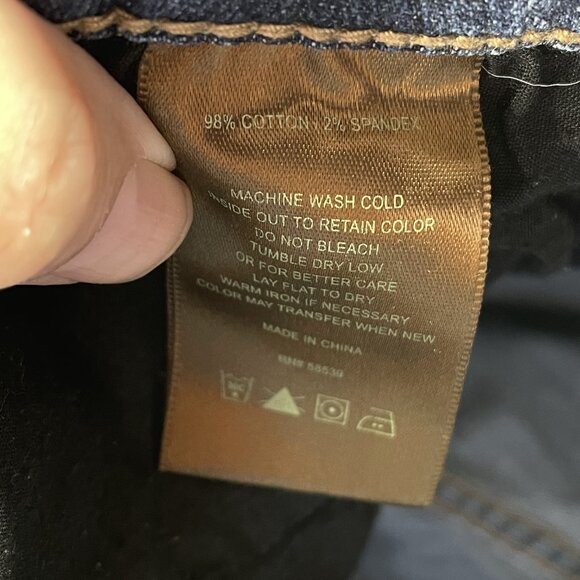 98% COTTON 2% SPANDEX
MACHINE WASH COLD
INSIDE OUT TO RETAIN COLOR
DO NOT BLEACH
TUMBLE DRY LOW
OR FOR BETTER CARE
LAY FLAT TO DRY
WARM IRON IF NECESSARY
COLOR MAY TRANSFER WHEN NEW
MADE IN CHINA
RN# 58539